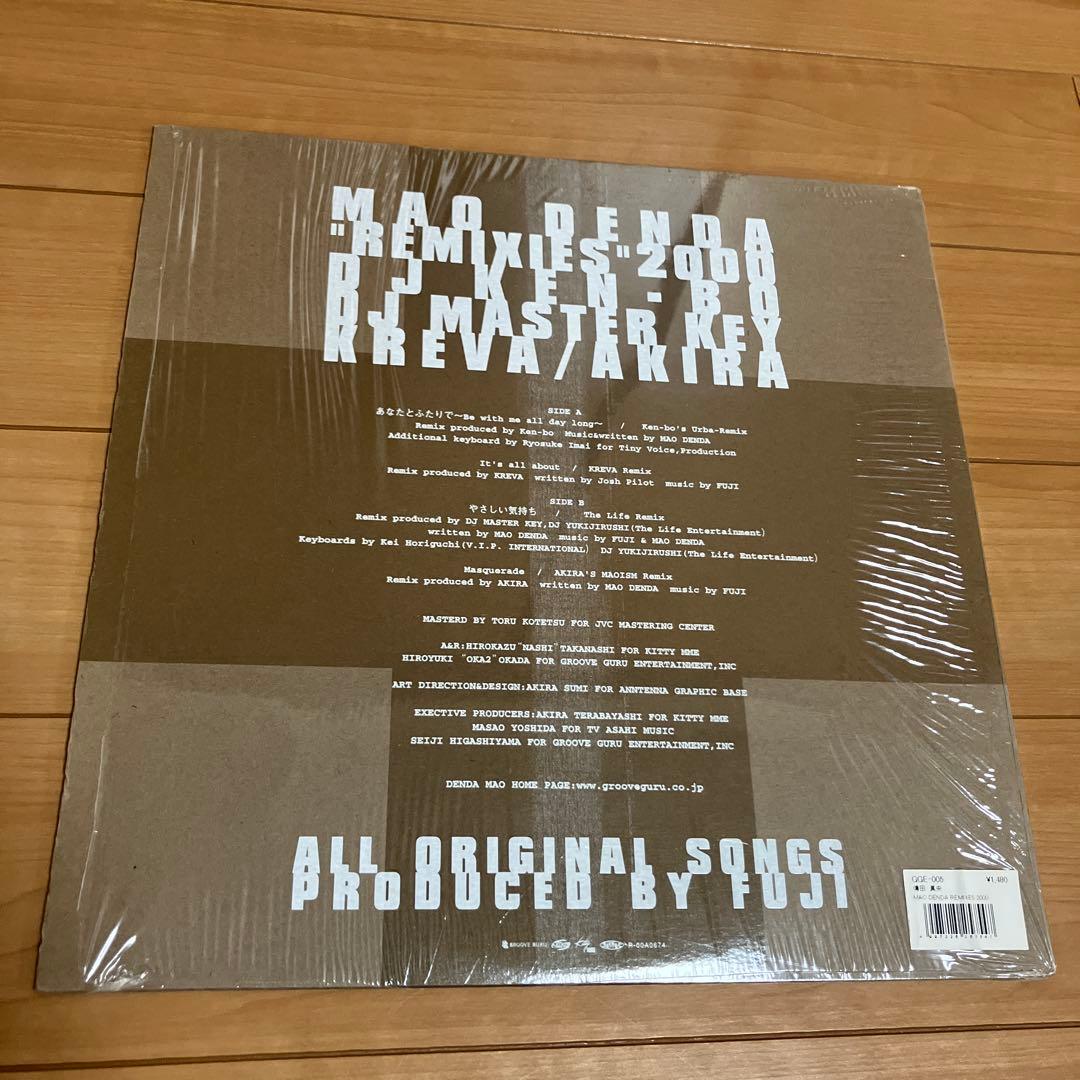 MAO DENDA
"REMIXIES"2000
DJ KEN-BO
DJ MASTER KEY
KREVA/AKIRA
SIDE A
あなたとふたりで〜Be with me all day long〜 / Ken-bo's Urba-Remix
Remix produced by Ken-bo Music&written by MAO DENDA
Additional keyboard by Ryosuke Imai for Tiny Voice,Production
It's all about / KREVA Remix
Remix produced by KREVA written by Josh Pilot music by FUJI
SIDE B
やさしい気持ち / The Life Remix
Remix produced by DJ MASTER KEY,DJ YUKIJIRUSHI(The Life Entertainment)
written by MAO DENDA music by FUJI & MAO DENDA
Keyboards by Kei Horiguchi(V.I.P. INTERNATIONAL) DJ YUKIJIRUSHI(The Life Entertainment)
Masquerade / AKIRA'S MAOISM Remix
Remix produced by AKIRA written by MAO DENDA music by FUJI
MASTERD BY TORU KOTETSU FOR JVC MASTERING CENTER
A&R:HIROKAZU"NASHI"TAKANASHI FOR KITTY MME
HIROYUKI "OKA2"OKADA FOR GROOVE GURU ENTERTAINMENT,INC
ART DIRECTION&DESIGN:AKIRA SUMI FOR ANNTENNA GRAPHIC BASE
EXECTIVE PRODUCERS:AKIRA TERABAYASHI FOR KITTY MME
MASAO YOSHIDA FOR TV ASAHI MUSIC
SEIJI HIGASHIYAMA FOR GROOVE GURU ENTERTAINMENT,INC
DENDA MAO HOME PAGE:www.grooveguru.co.jp
ALL ORIGINAL SONGS
PRODUCED BY FUJI
GGE-005 ¥1,480
傳田 真央
MAO DENDA REMIXES 2000
R-00A0674